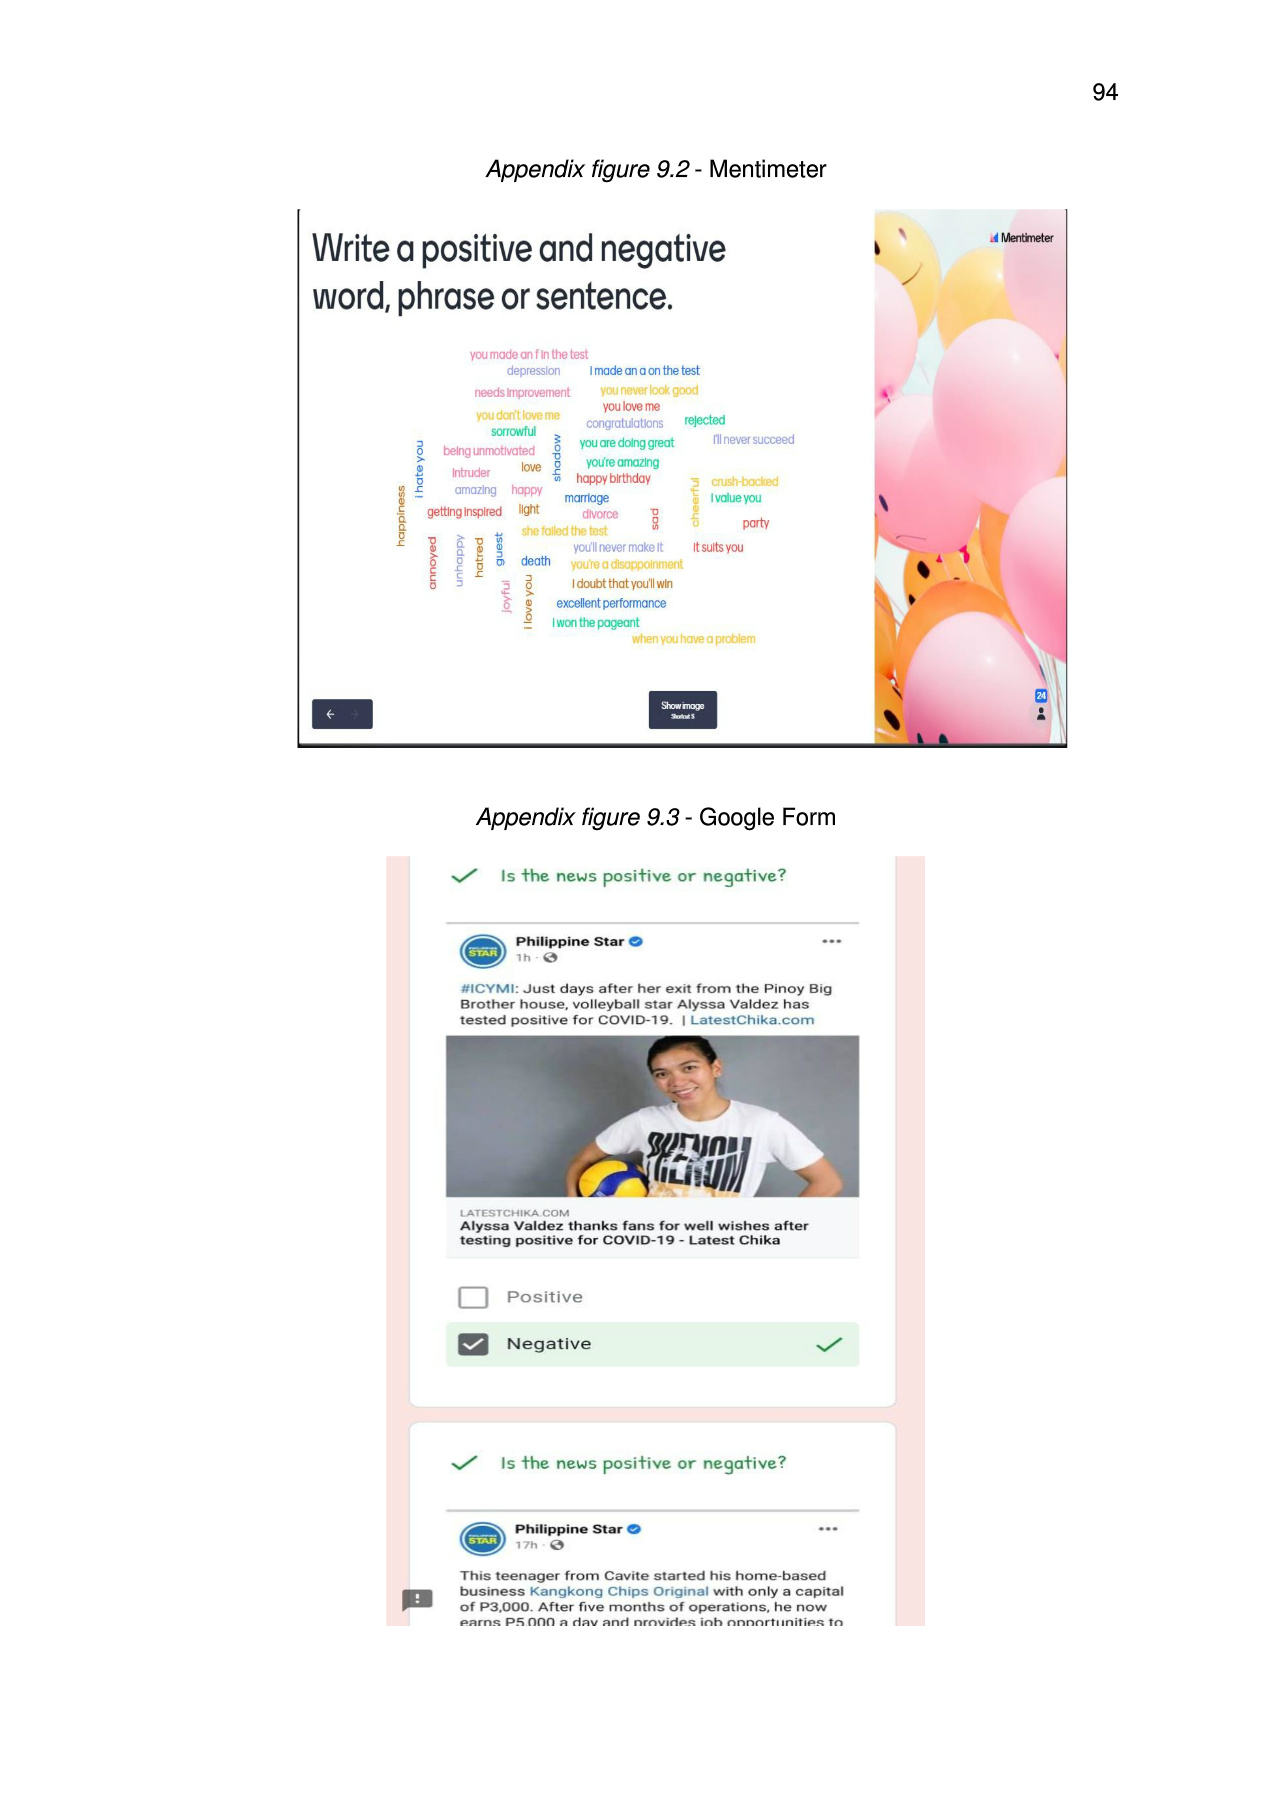 94
Appendix figure 9.2 - Mentimeter
Write a positive and negative
word, phrase or sentence.
Mentimeter
you made an f in the test
depression
I made an a on the test
needs improvement
you never look good
you love me
you don't love me
congratulations
rejected
sorrowful
I'll never succeed
shadow
you are doing great
i hate you
being unmotivated
you're amazing
love
intruder
happy birthday
crush-backed
amazing
happy
marriage
cheerful
I value you
happiness
getting inspired
light
divorce
sad
party
she failed the test
annoyed
unhappy
hatred
guest
you'll never make it
it suits you
death
you're a disappoinment
joyful
i love you
I doubt that you'll win
excellent performance
I won the pageant
when you have a problem
24
Show image
Shortcut S
Appendix figure 9.3 - Google Form
Is the news positive or negative?
PHILIPPINE
STAR
Philippine Star
1h ·
#ICYMI: Just days after her exit from the Pinoy Big
Brother house, volleyball star Alyssa Valdez has
tested positive for COVID-19. | LatestChika.com
PHENOM
LATESTCHIKA.COM
Alyssa Valdez thanks fans for well wishes after
testing positive for COVID-19 - Latest Chika
Positive
Negative
Is the news positive or negative?
PHILIPPINE
STAR
Philippine Star
17h ·
This teenager from Cavite started his home-based
business Kangkong Chips Original with only a capital
of P3,000. After five months of operations, he now
earns P5,000 a day and provides job opportunities to